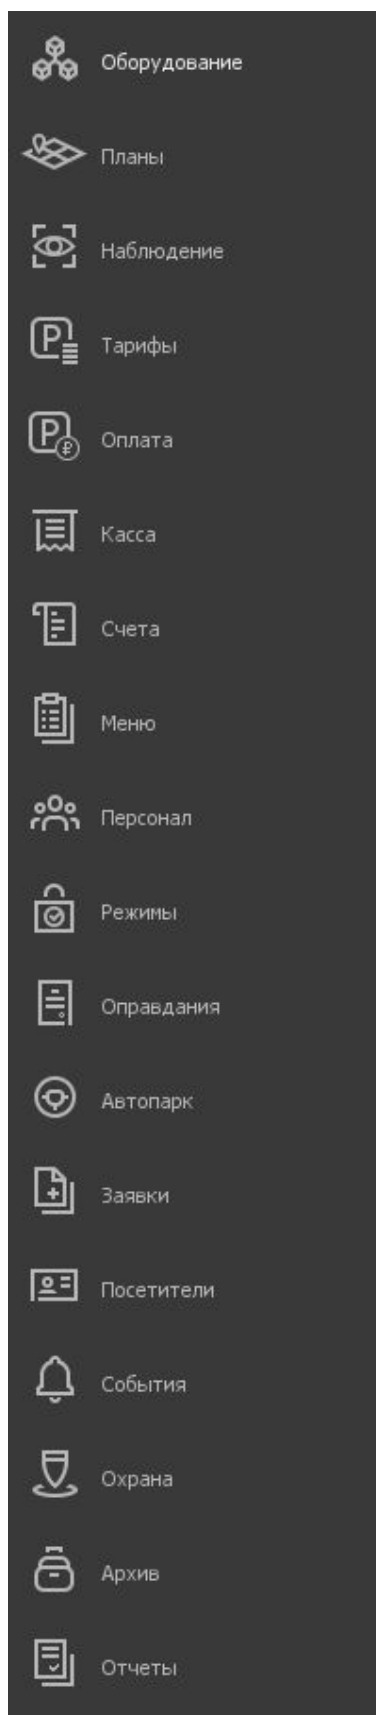 Оборудование
Планы
Наблюдение
Тарифы
Оплата
Касса
Счета
Меню
Персонал
Режимы
Оправдания
Автопарк
Заявки
Посетители
События
Охрана
Архив
Отчеты